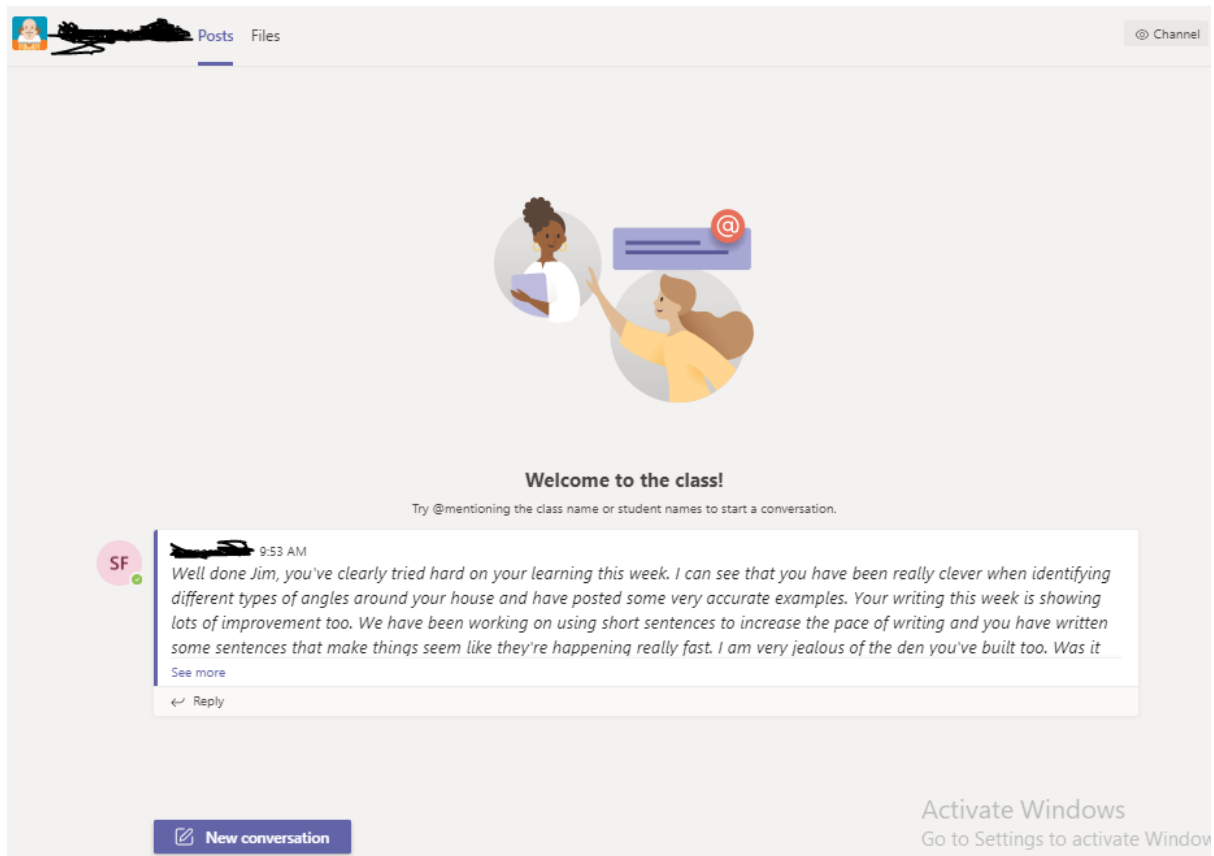 Posts Files
Channel
@
Welcome to the class!
Try @mentioning the class name or student names to start a conversation.
SF
9:53 AM
Well done Jim, you've clearly tried hard on your learning this week. I can see that you have been really clever when identifying
different types of angles around your house and have posted some very accurate examples. Your writing this week is showing
lots of improvement too. We have been working on using short sentences to increase the pace of writing and you have written
some sentences that make things seem like they're happening really fast. I am very jealous of the den you've built too. Was it
See more
Reply
New conversation
Activate Windows
Go to Settings to activate Window